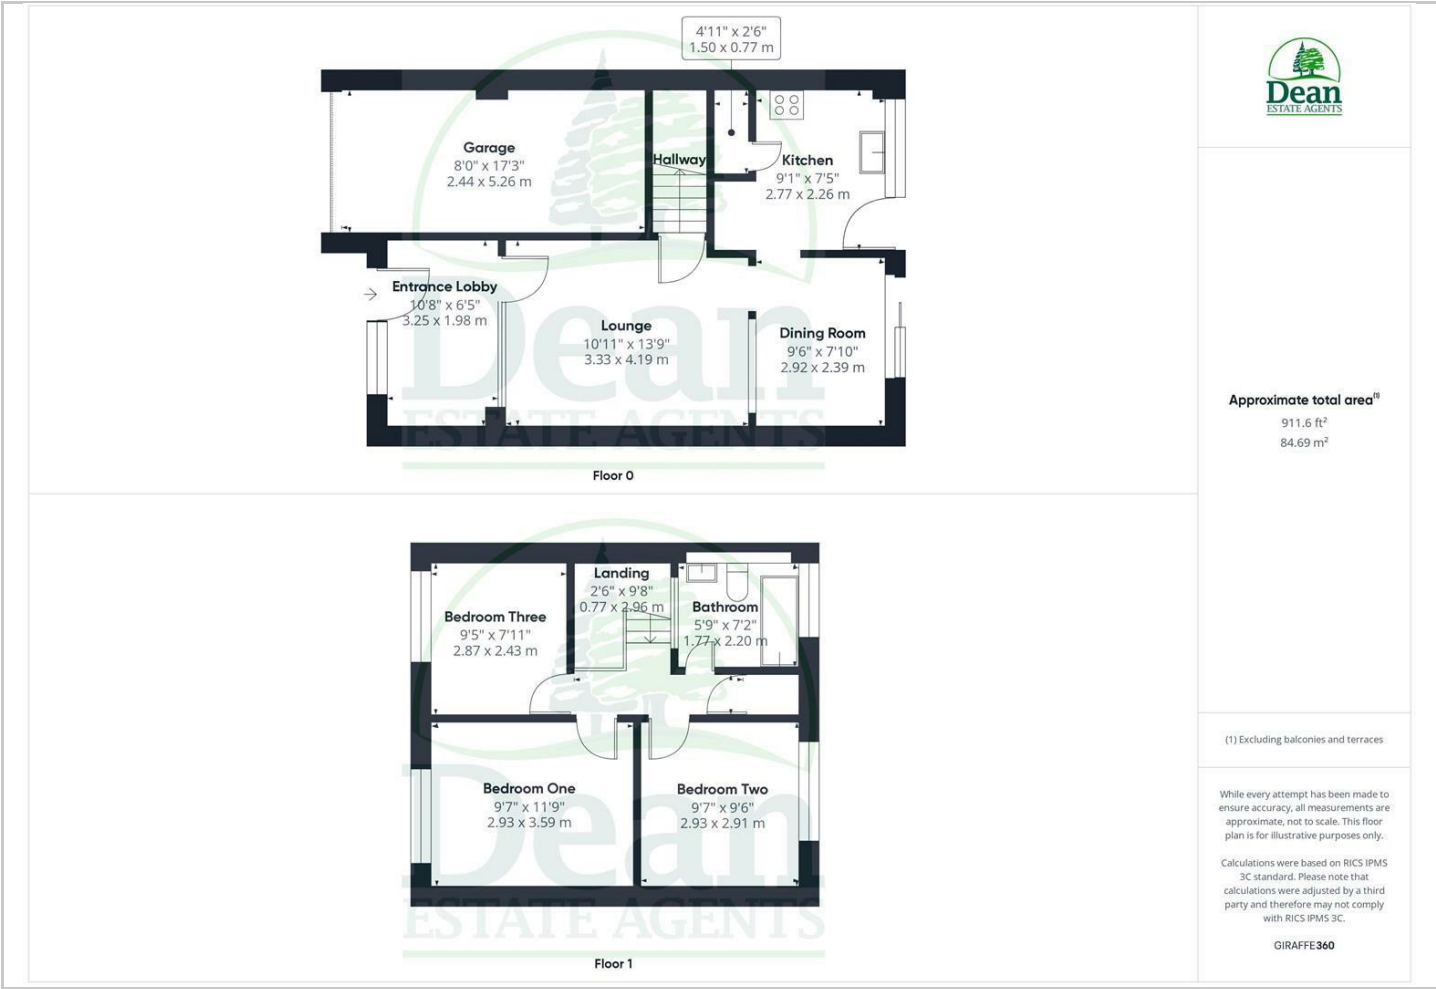 4'11" x 2'6"
1.50 x 0.77 m
Garage
8'0" x 17'3"
2.44 x 5.26 m
Hallway
Kitchen
9'1" x 7'5"
2.77 x 2.26 m
Entrance Lobby
10'8" x 6'5"
3.25 x 1.98 m
Lounge
10'11" x 13'9"
3.33 x 4.19 m
Dining Room
9'6" x 7'10"
2.92 x 2.39 m
Dean
ESTATE AGENTS
Floor 0
Landing
2'6" x 9'8"
0.77 x 2.96 m
Bathroom
5'9" x 7'2"
1.77 x 2.20 m
Bedroom Three
9'5" x 7'11"
2.87 x 2.43 m
Bedroom One
9'7" x 11'9"
2.93 x 3.59 m
Bedroom Two
9'7" x 9'6"
2.93 x 2.91 m
Dean
ESTATE AGENTS
Floor 1
Dean
ESTATE AGENTS
Approximate total area(1)
911.6 ft²
84.69 m²
(1) Excluding balconies and terraces
While every attempt has been made to
ensure accuracy, all measurements are
approximate, not to scale. This floor
plan is for illustrative purposes only.
Calculations were based on RICS IPMS
3C standard. Please note that
calculations were adjusted by a third
party and therefore may not comply
with RICS IPMS 3C.
GIRAFFE360